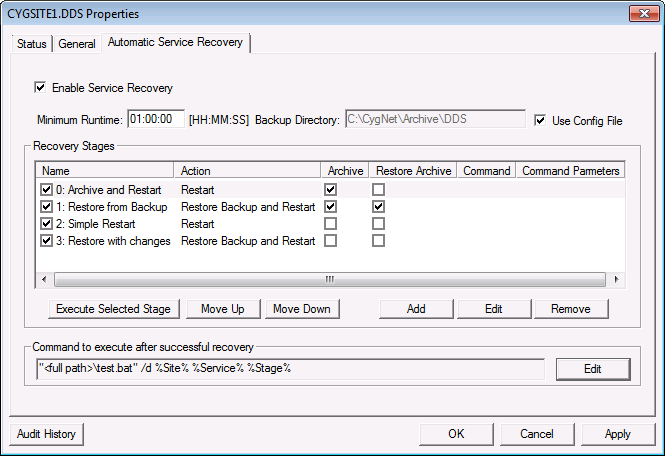 CYGSITE1.DDS Properties
Status General Automatic Service Recovery
Enable Service Recovery
Minimum Runtime: 01:00:00 [HH:MM:SS] Backup Directory: C:\CygNet\Archive\DDS Use Config File
Recovery Stages
Name Action Archive Restore Archive Command Command Pameters
0: Archive and Restart Restart
1: Restore from Backup Restore Backup and Restart
2: Simple Restart Restart
3: Restore with changes Restore Backup and Restart
Execute Selected Stage Move Up Move Down Add Edit Remove
Command to execute after successful recovery
"<full path>\test.bat" /d %Site% %Service% %Stage% Edit
Audit History OK Cancel Apply